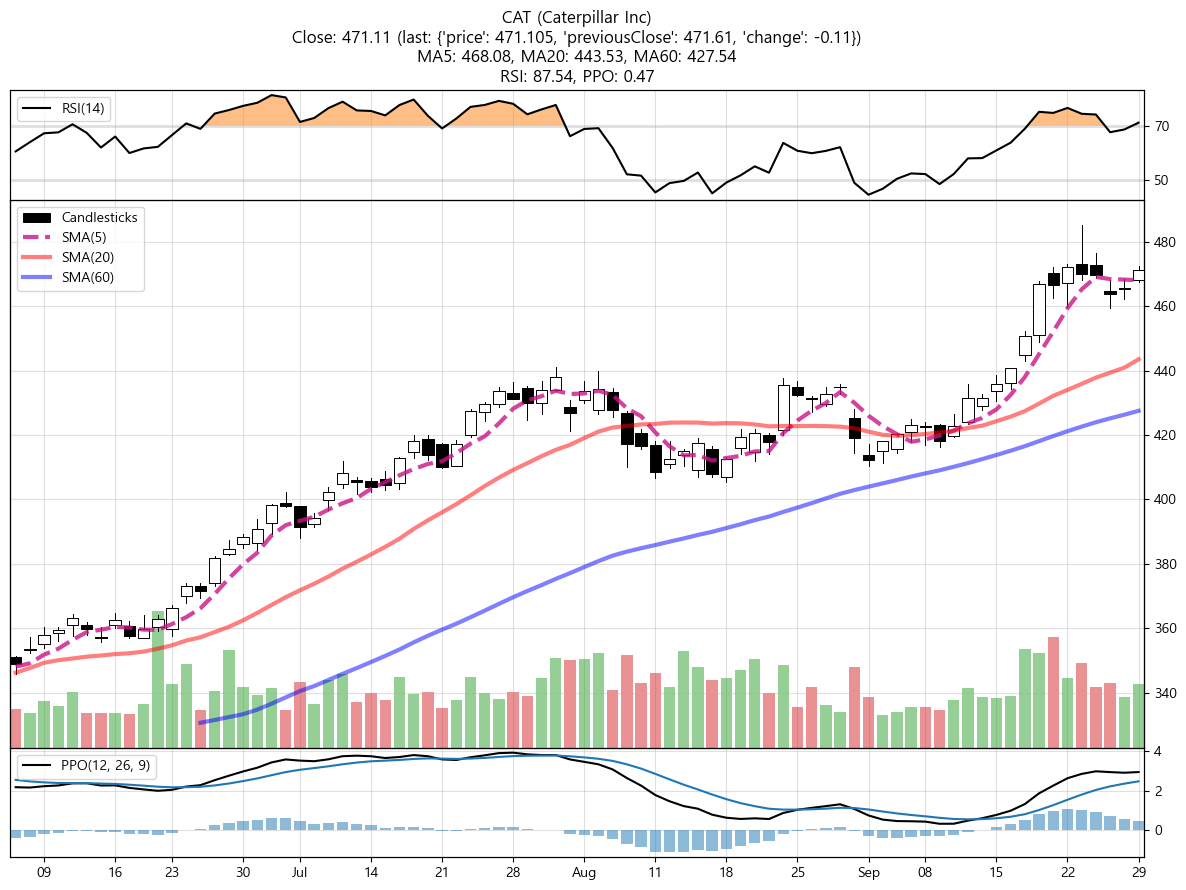 CAT (Caterpillar Inc)
Close: 471.11 (last: {'price': 471.105, 'previousClose': 471.61, 'change': -0.11})
MA5: 468.08, MA20: 443.53, MA60: 427.54
RSI: 87.54, PPO: 0.47
RSI(14)
70
50
Candlesticks
SMA(5)
SMA(20)
SMA(60)
480
460
440
420
400
380
360
340
PPO(12, 26, 9)
4
2
0
09 16 23 30 Jul 14 21 28 Aug 11 18 25 Sep 08 15 22 29